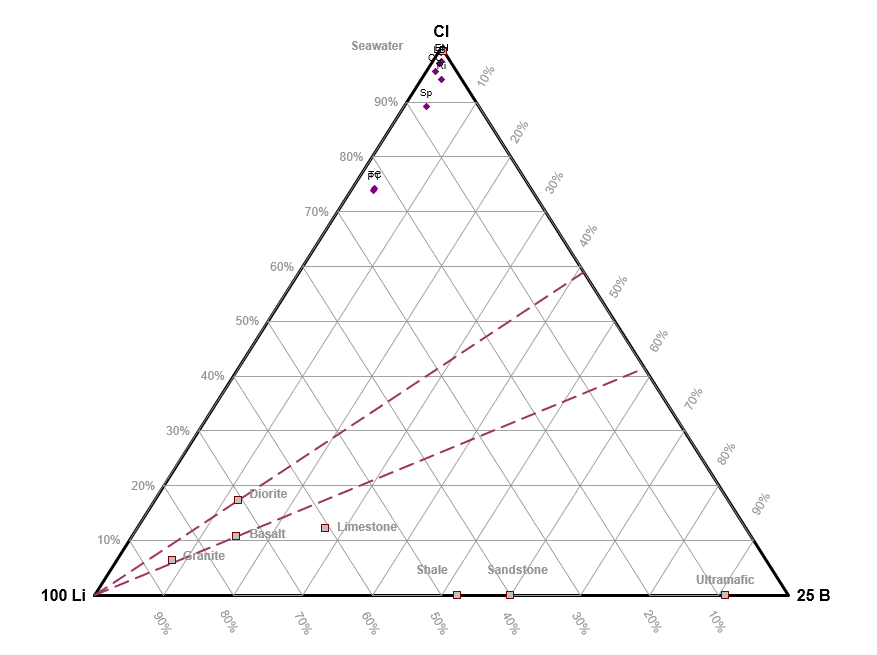 Cl
Seawater
Sp
10%
90%
20%
80%
30%
70%
40%
60%
50%
50%
60%
40%
70%
30%
80%
20%
Diorite
90%
Limestone
Basalt
10%
Granite
Shale
Sandstone
Ultramafic
100 Li
25 B
90%
80%
70%
60%
50%
40%
30%
20%
10%